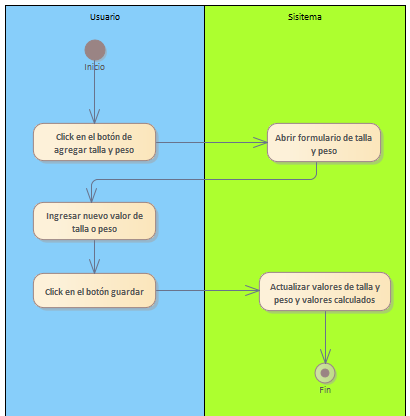 Usuario
Sisitema
Inicio
Click en el botón de
agregar talla y peso
Abrir formulario de talla
y peso
Ingresar nuevo valor de
talla o peso
Click en el botón guardar
Actualizar valores de talla y
peso y valores calculados
Fin